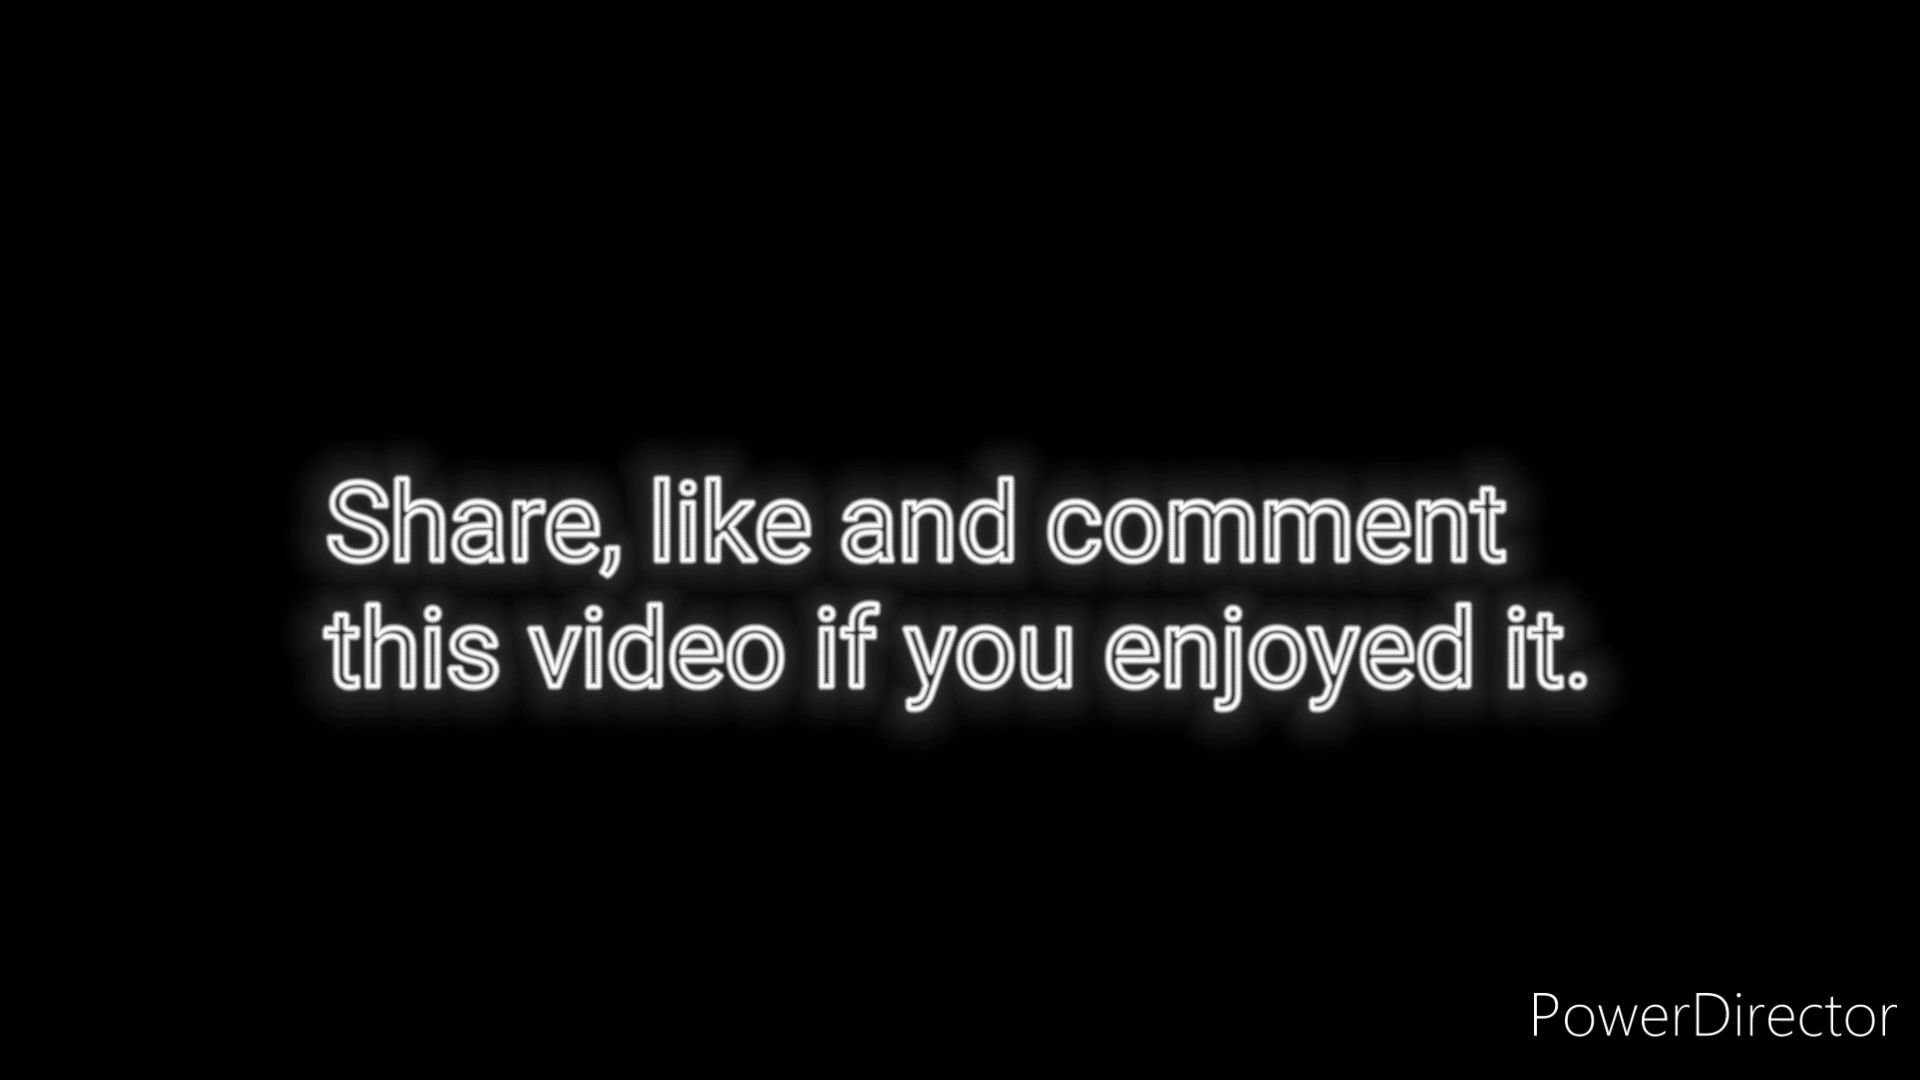 Share, like and comment
this video if you enjoyed it.
PowerDirector